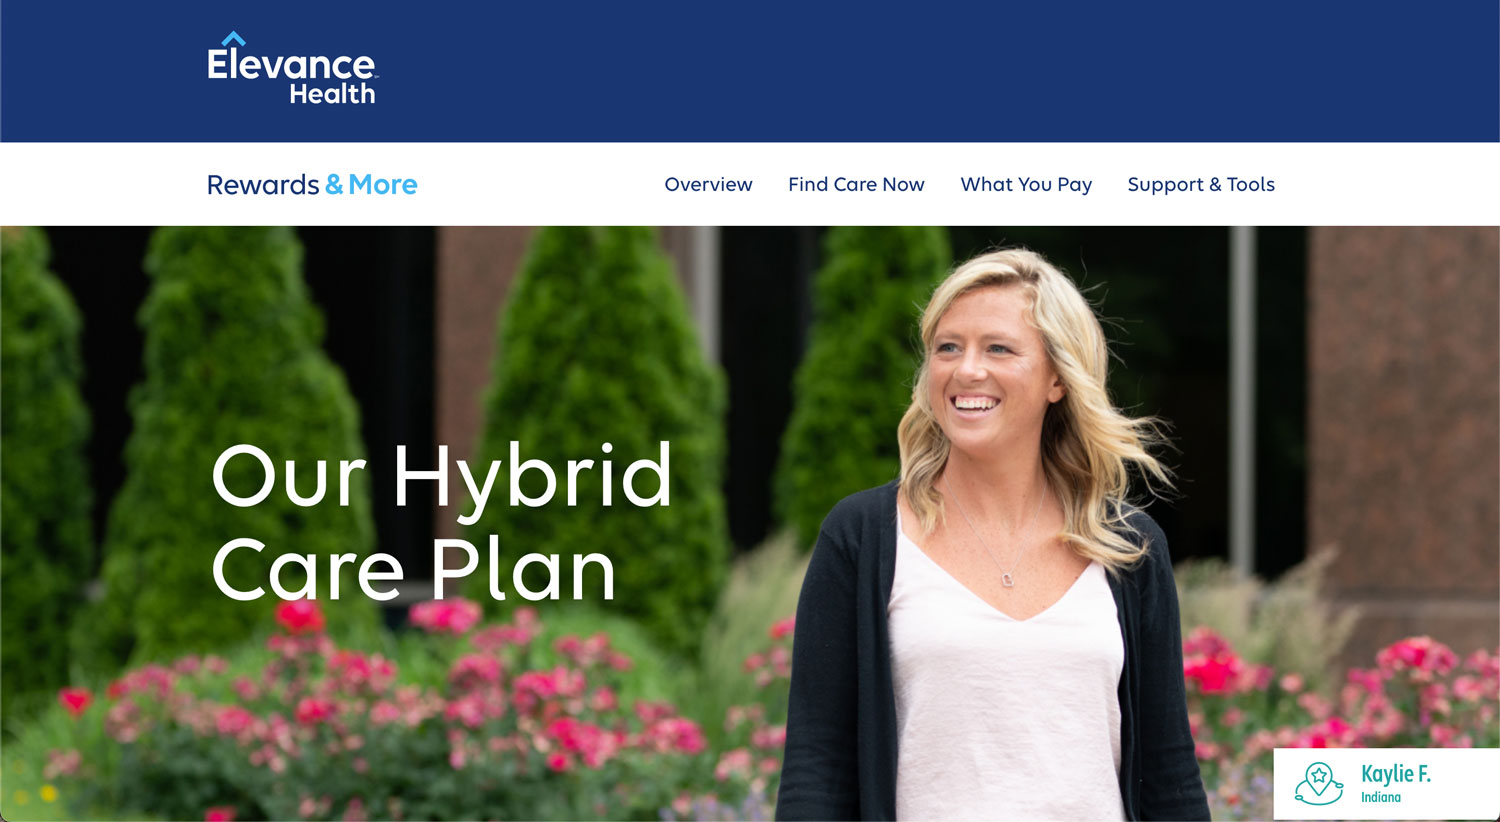 Elevance
Health
Rewards & More
Overview
Find Care Now
What You Pay
Support & Tools
Our Hybrid
Care Plan
Kaylie F.
Indiana